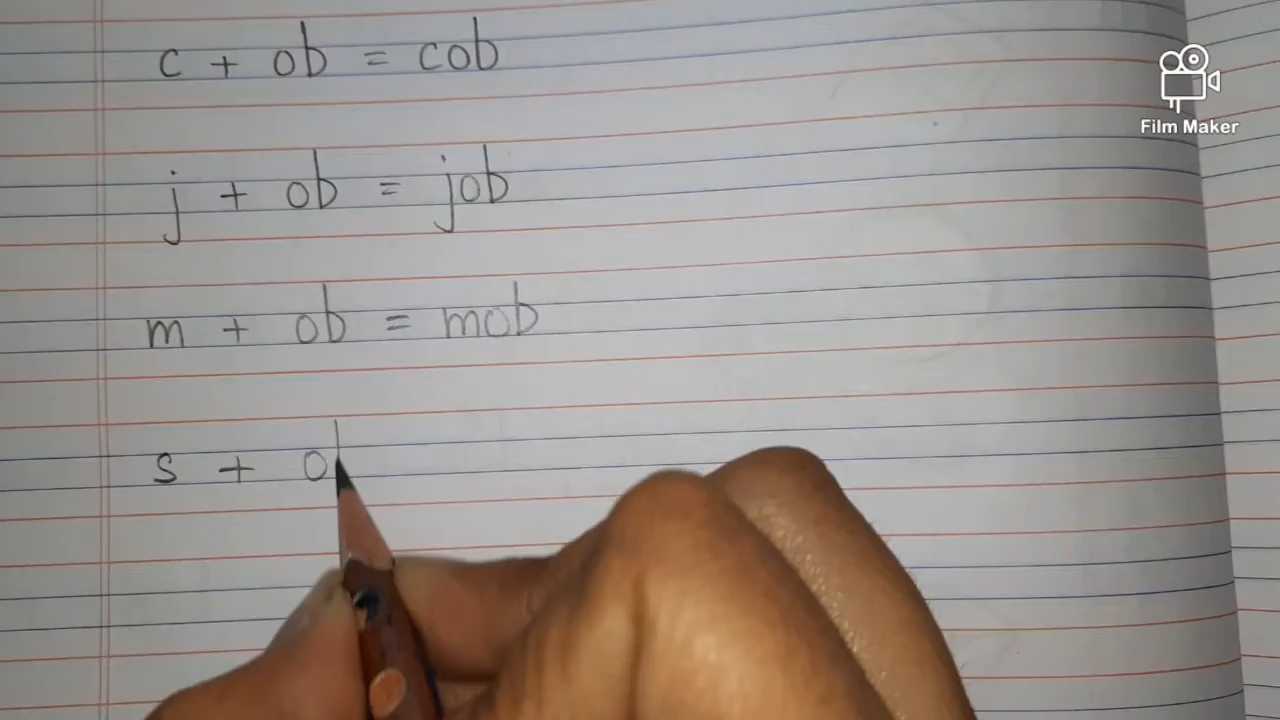 c + ob = cob
Film Maker
j + ob = job
m + ob = mob
s + o